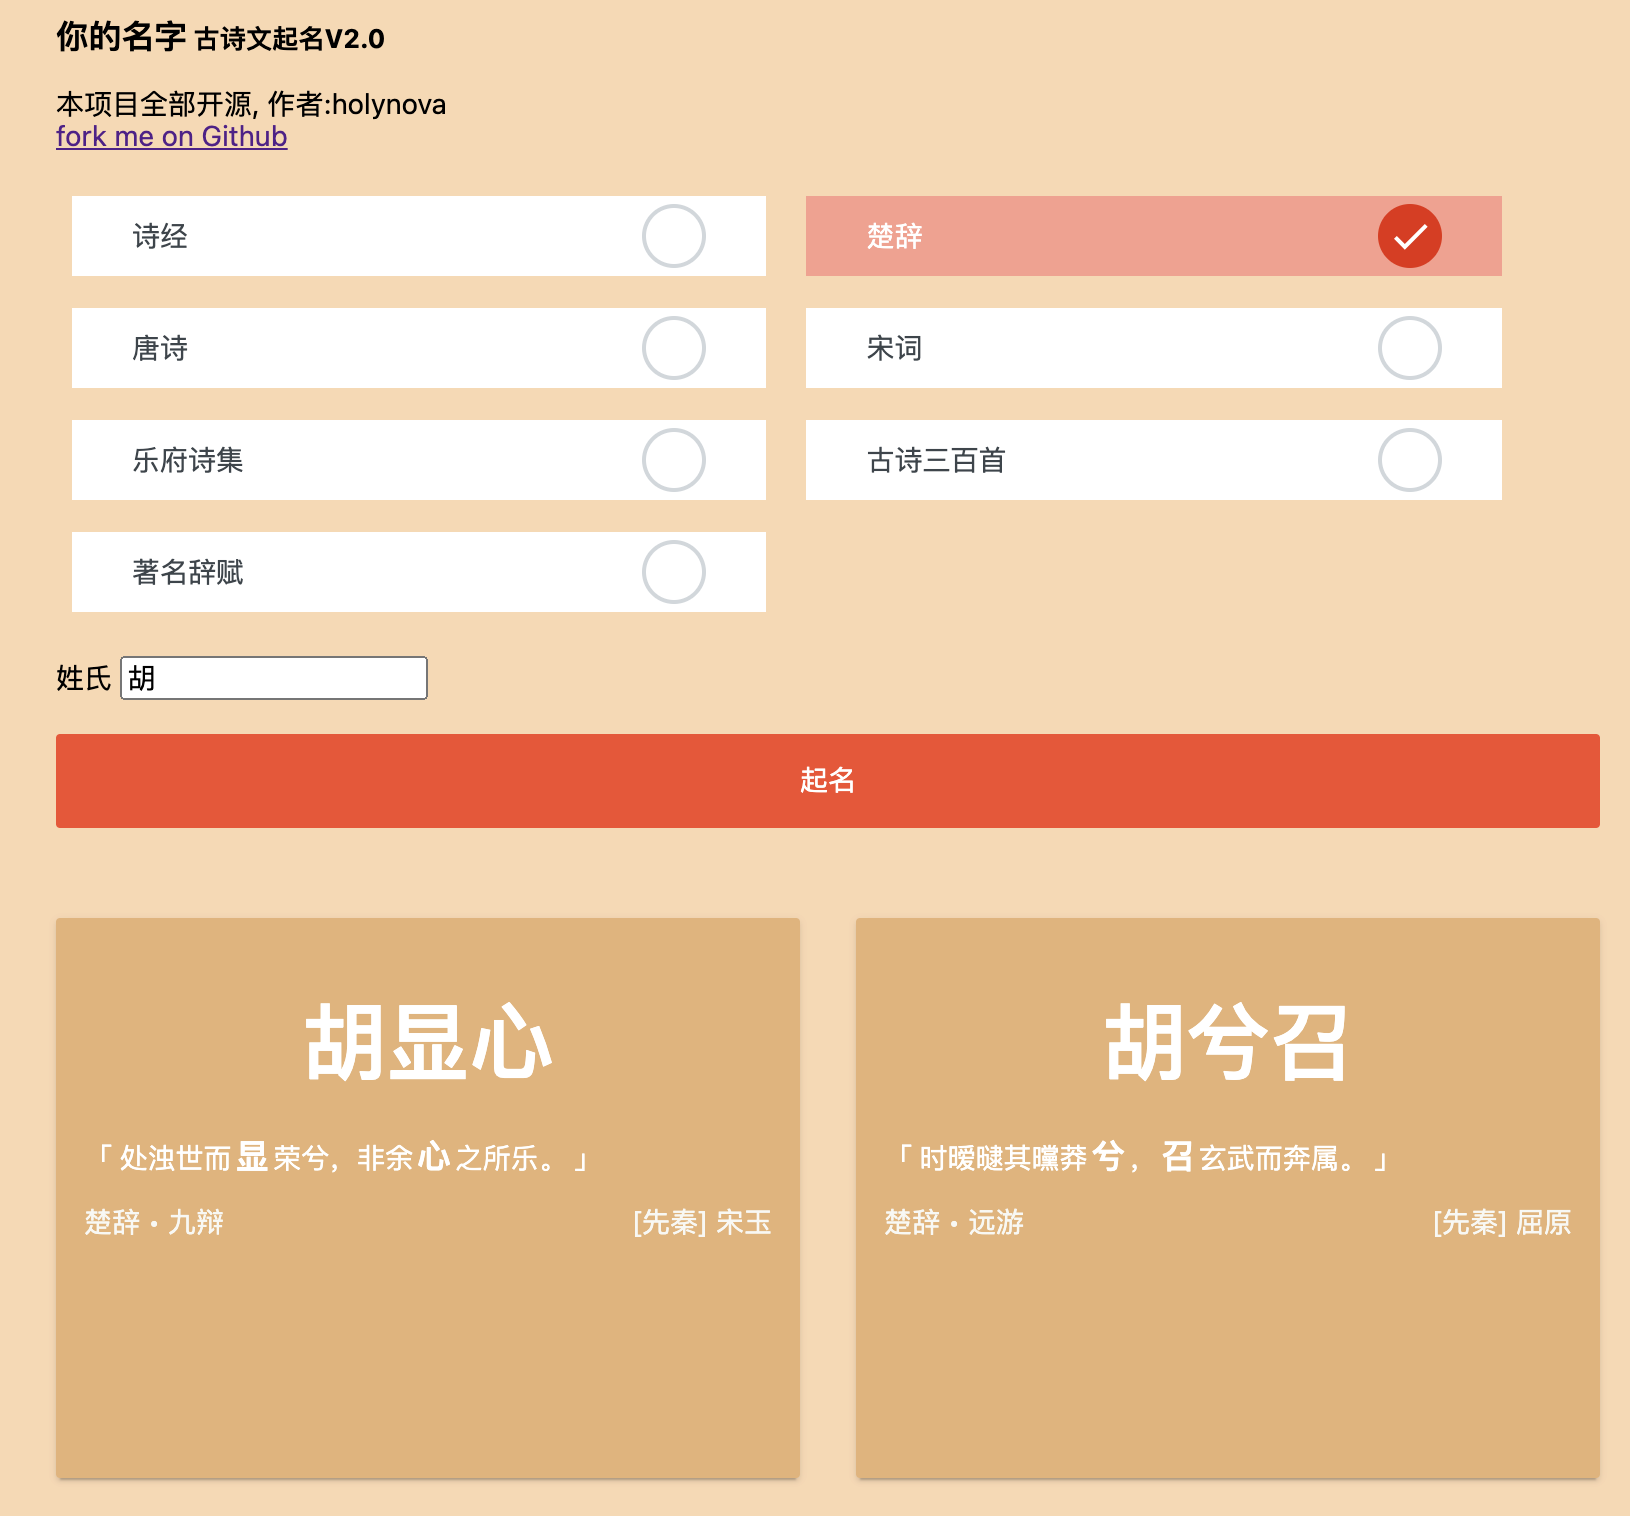 你的名字 古诗文起名V2.0
本项目全部开源, 作者:holynova
fork me on Github
诗经
楚辞
唐诗
宋词
乐府诗集
古诗三百首
著名辞赋
姓氏 胡
起名
胡显心
「 处浊世而显荣兮，非余心之所乐。 」
楚辞 • 九辩
[先秦] 宋玉
胡兮召
「 时暧曃其曭莽兮，召玄武而奔属。 」
楚辞 • 远游
[先秦] 屈原